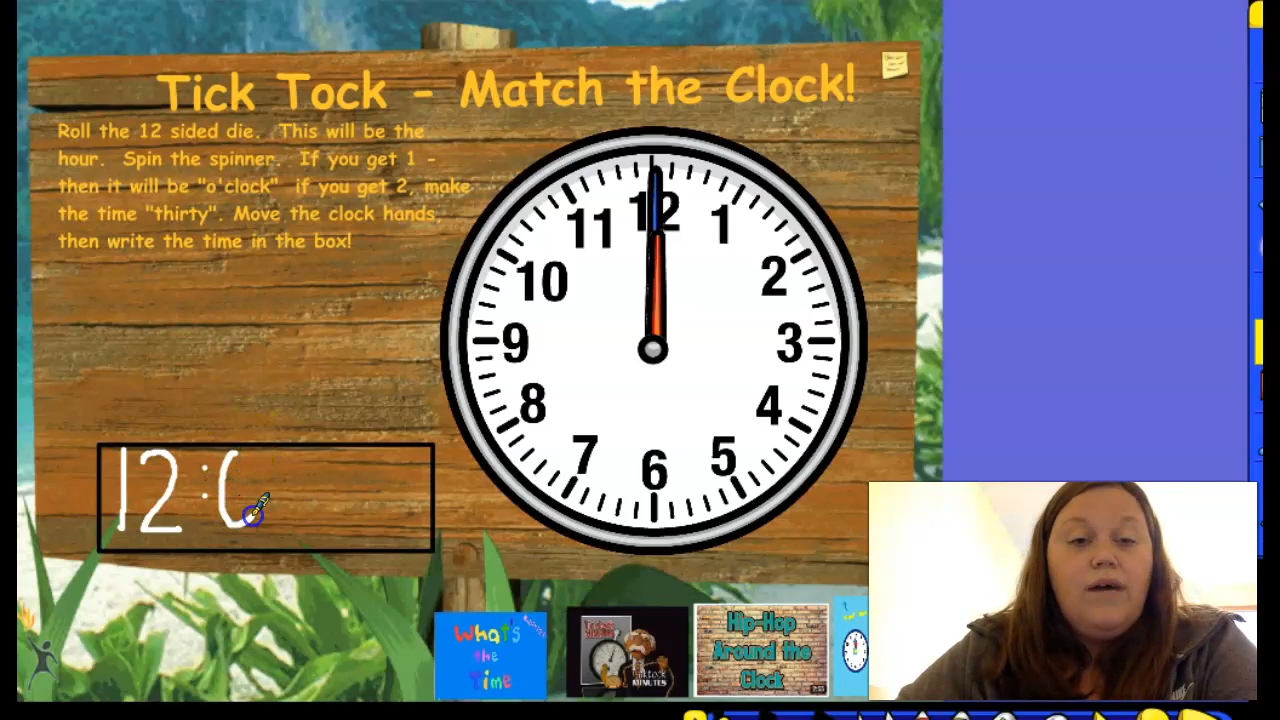 Tick Tock - Match the Clock!
Roll the 12 sided die. This will be the
hour. Spin the spinner. If you get 1 -
then it will be "o'clock" if you get 2, make
the time "thirty". Move the clock hands,
then write the time in the box!
12
11
1
10
2
9
3
8
4
7
5
6
12:0
What's
the
Time
MINUTES
Hip-Hop
Around the
Clock